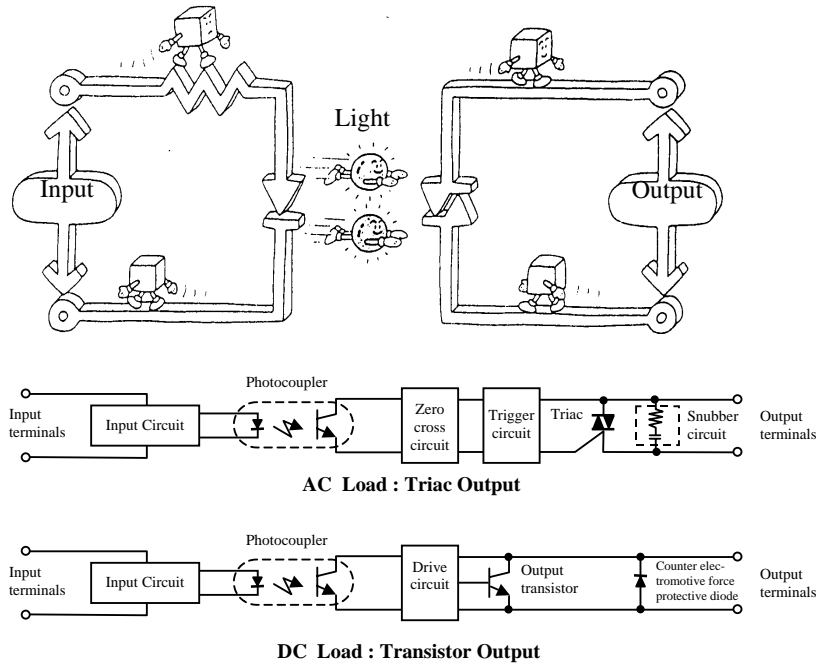 Light
Input
Output
Photocoupler
Input
terminals
Input Circuit
Zero
cross
circuit
Trigger
circuit
Triac
Snubber
circuit
Output
terminals
AC Load : Triac Output
Photocoupler
Input
terminals
Input Circuit
Drive
circuit
Output
transistor
Counter elec-
tromotive force
protective diode
Output
terminals
DC Load : Transistor Output